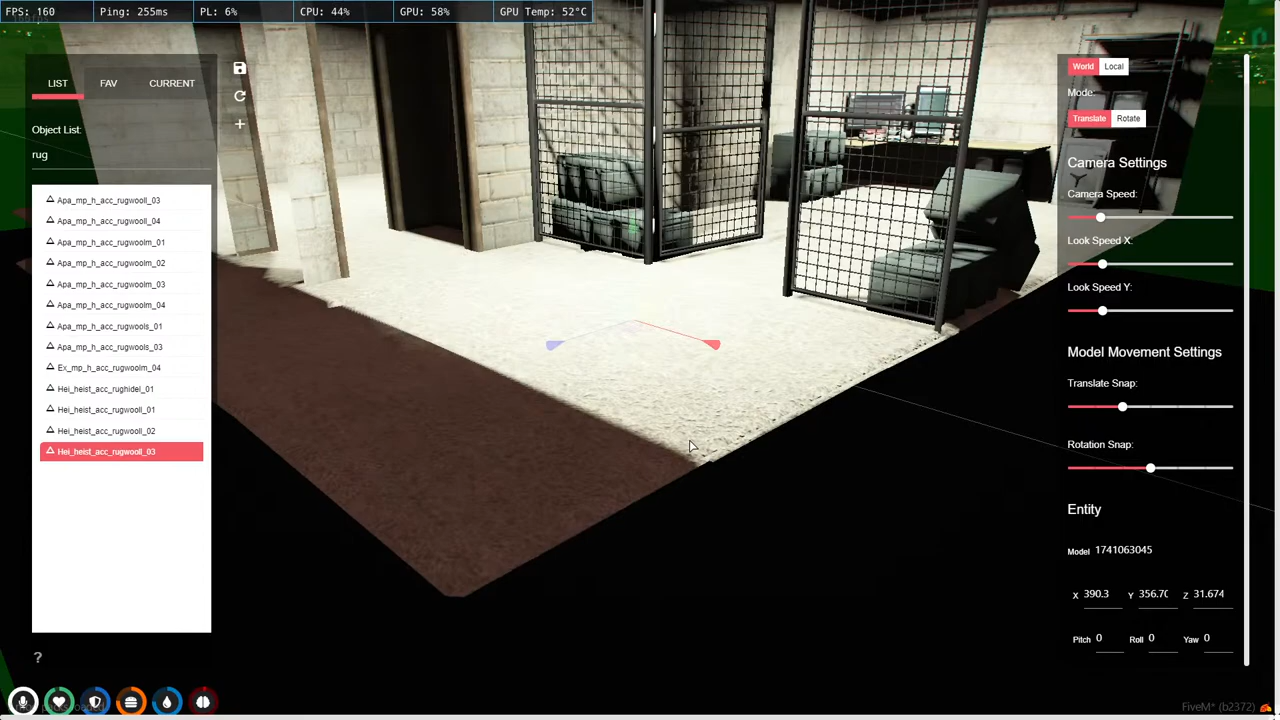 FPS: 160 Ping: 255ms PL: 6% CPU: 44% GPU: 58% GPU Temp: 52°C
LIST FAV CURRENT
Object List:
rug
Apa_mp_h_acc_rugwooll_03
Apa_mp_h_acc_rugwooll_04
Apa_mp_h_acc_rugwoolm_01
Apa_mp_h_acc_rugwoolm_02
Apa_mp_h_acc_rugwoolm_03
Apa_mp_h_acc_rugwoolm_04
Apa_mp_h_acc_rugwools_01
Apa_mp_h_acc_rugwools_03
Ex_mp_h_acc_rugwoolm_04
Hei_heist_acc_rughidel_01
Hei_heist_acc_rugwooll_01
Hei_heist_acc_rugwooll_02
Hei_heist_acc_rugwooll_03
?
World Local
Mode:
Translate Rotate
Camera Settings
Camera Speed:
Look Speed X:
Look Speed Y:
Model Movement Settings
Translate Snap:
Rotation Snap:
Entity
Model 1741063045
X 390.3 Y 356.70 Z 31.674
Pitch 0 Roll 0 Yaw 0
FiveM* (b2372)